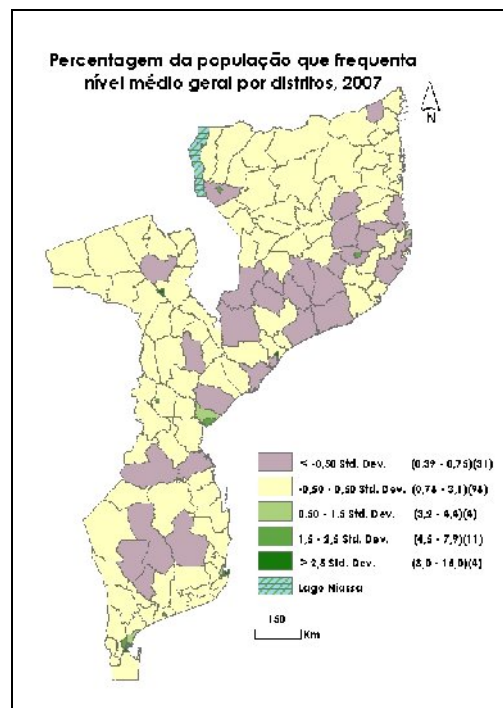 Percentagem da população que frequenta
nível médio geral por distritos, 2007
N
< -0,50 Std. Dev. (0,39 - 0,75)(31)
-0,50 - 0,50 Std. Dev. (0,76 - 3,1)(96)
0,50 - 1,5 Std. Dev. (3,2 - 4,4)(4)
1,5 - 2,5 Std. Dev. (4,5 - 7,9)(11)
> 2,5 Std. Dev. (8,0 - 15,0)(4)
Lago Niassa
150
Km